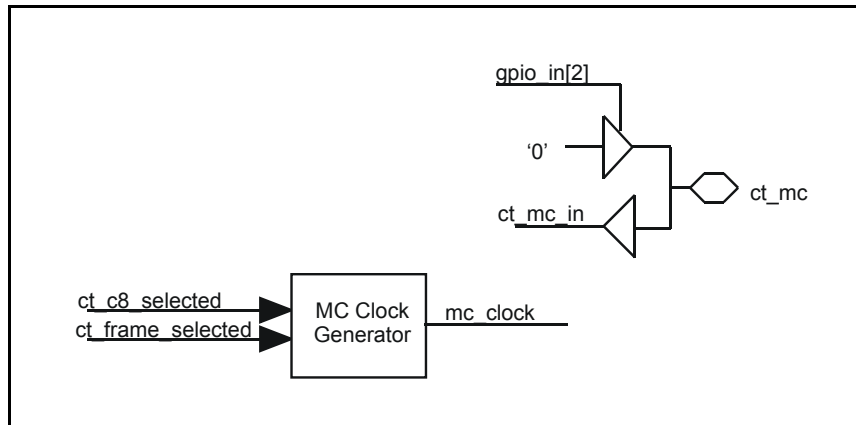 gpio_in[2]
‘0’
ct_mc
ct_mc_in
ct_c8_selected
ct_frame_selected
MC Clock
Generator
mc_clock